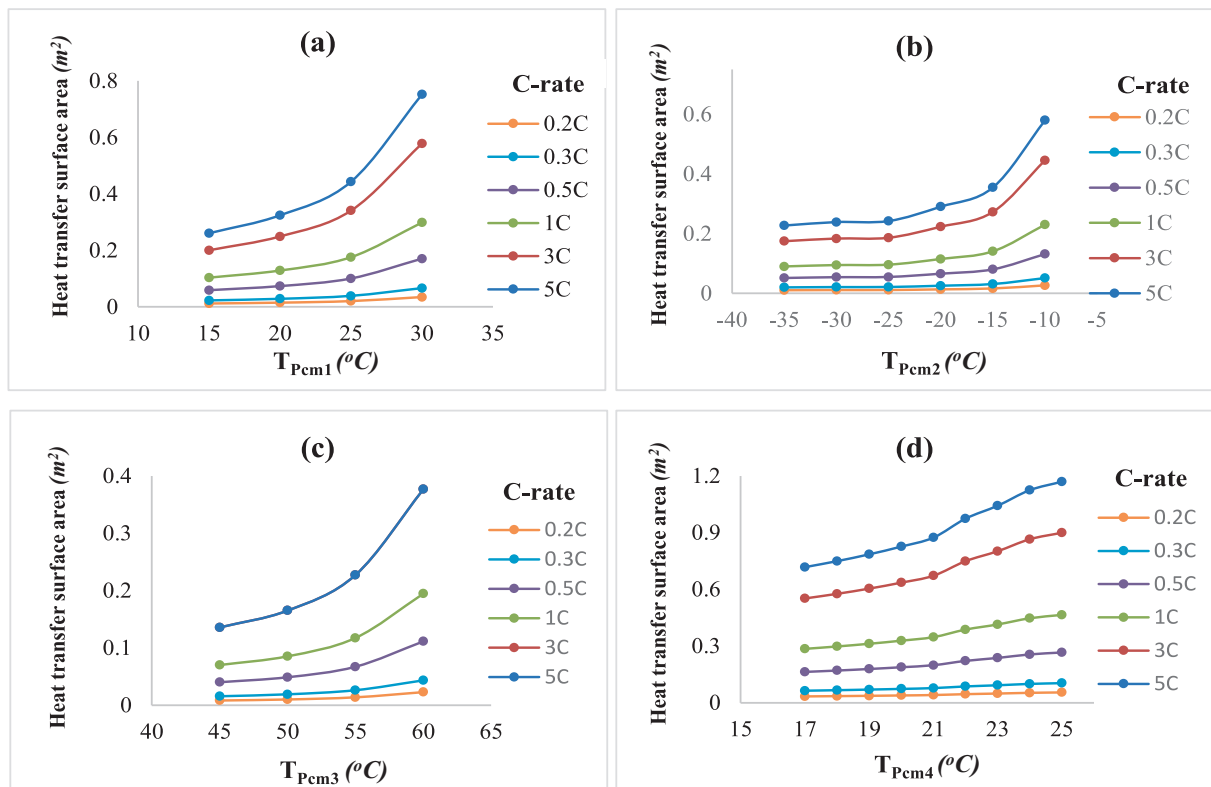 (a)
Heat transfer surface area (m²)
0.8
0.6
0.4
0.2
0
10 15 20 25 30 35
T_Pcm1 (°C)
C-rate
0.2C
0.3C
0.5C
1C
3C
5C
(b)
Heat transfer surface area (m²)
0.6
0.4
0.2
0
-40 -35 -30 -25 -20 -15 -10 -5
T_Pcm2 (°C)
C-rate
0.2C
0.3C
0.5C
1C
3C
5C
(c)
Heat transfer surface area (m²)
0.4
0.3
0.2
0.1
0
40 45 50 55 60 65
T_Pcm3 (°C)
C-rate
0.2C
0.3C
0.5C
1C
3C
5C
(d)
Heat transfer surface area (m²)
1.2
0.9
0.6
0.3
0
15 17 19 21 23 25
T_Pcm4 (°C)
C-rate
0.2C
0.3C
0.5C
1C
3C
5C